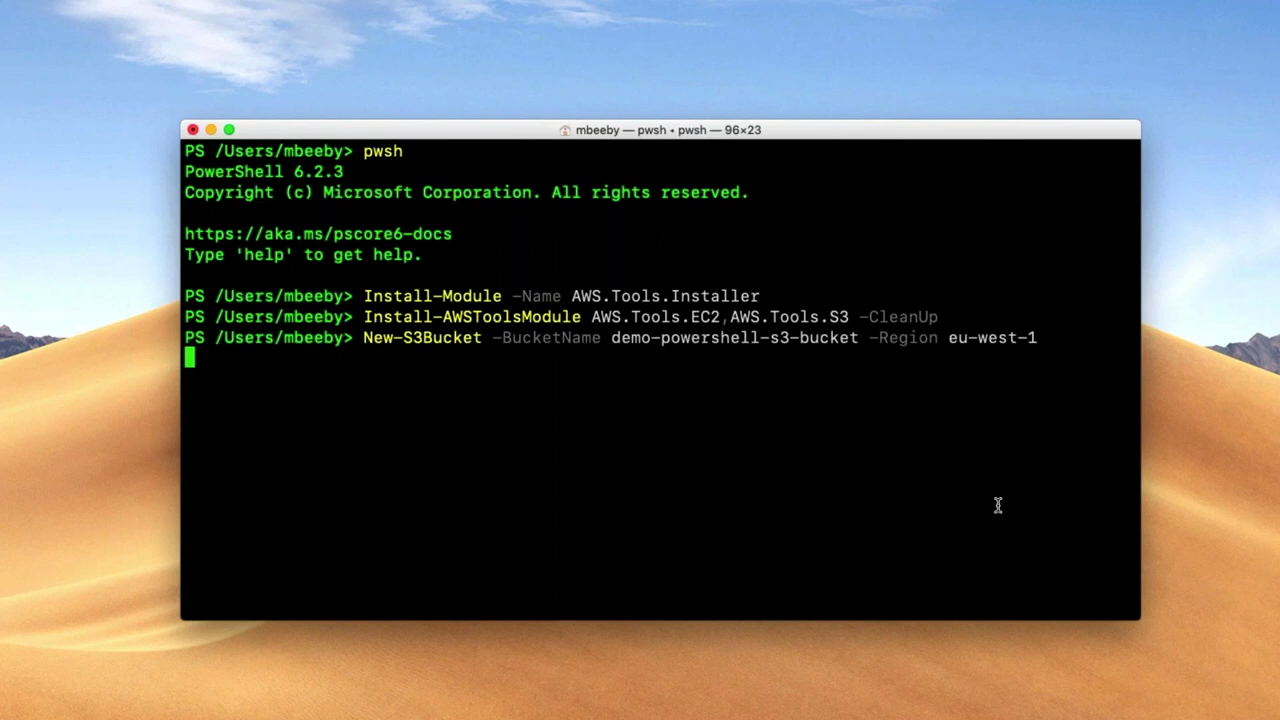 mbeeby — pwsh ◂ pwsh — 96×23
PS /Users/mbeeby> pwsh
PowerShell 6.2.3
Copyright (c) Microsoft Corporation. All rights reserved.
https://aka.ms/pscore6-docs
Type 'help' to get help.
PS /Users/mbeeby> Install-Module -Name AWS.Tools.Installer
PS /Users/mbeeby> Install-AWSToolsModule AWS.Tools.EC2,AWS.Tools.S3 -CleanUp
PS /Users/mbeeby> New-S3Bucket -BucketName demo-powershell-s3-bucket -Region eu-west-1